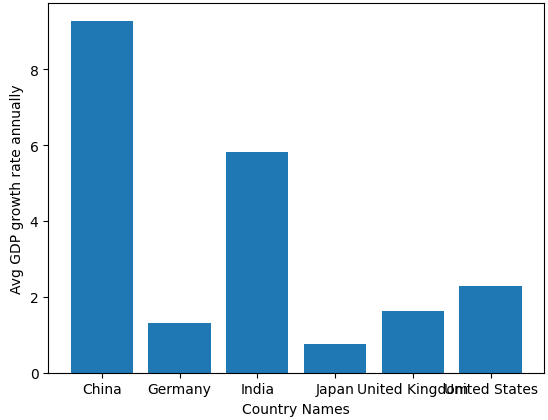 Avg GDP growth rate annually
8
6
4
2
0
China Germany India Japan United Kingdom United States
Country Names